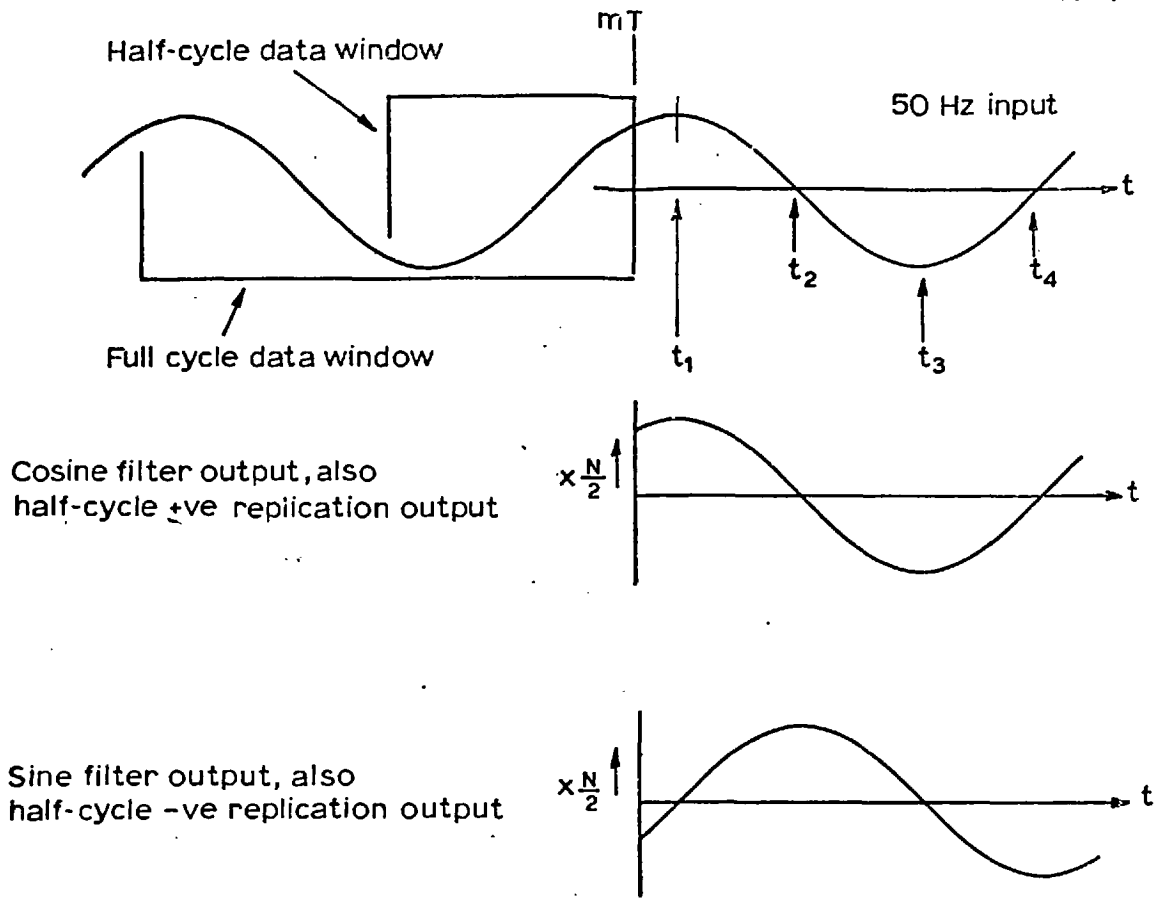 mT
Half-cycle data window
50 Hz input
t
t2
t4
Full cycle data window
t1
t3
Cosine filter output, also
half-cycle +ve replication output
x N/2
t
Sine filter output, also
half-cycle -ve replication output
x N/2
t